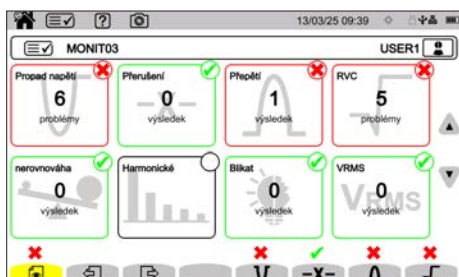 13/03/25 09:39
MONIT03 USER1
Propad napětí Přerušení Přepětí RVC
6 0 1 5
problémy výsledek výsledek problémy
nerovnováha Harmonické Blikat VRMS
0 0 0
výsledek výsledek výsledek
VRMS